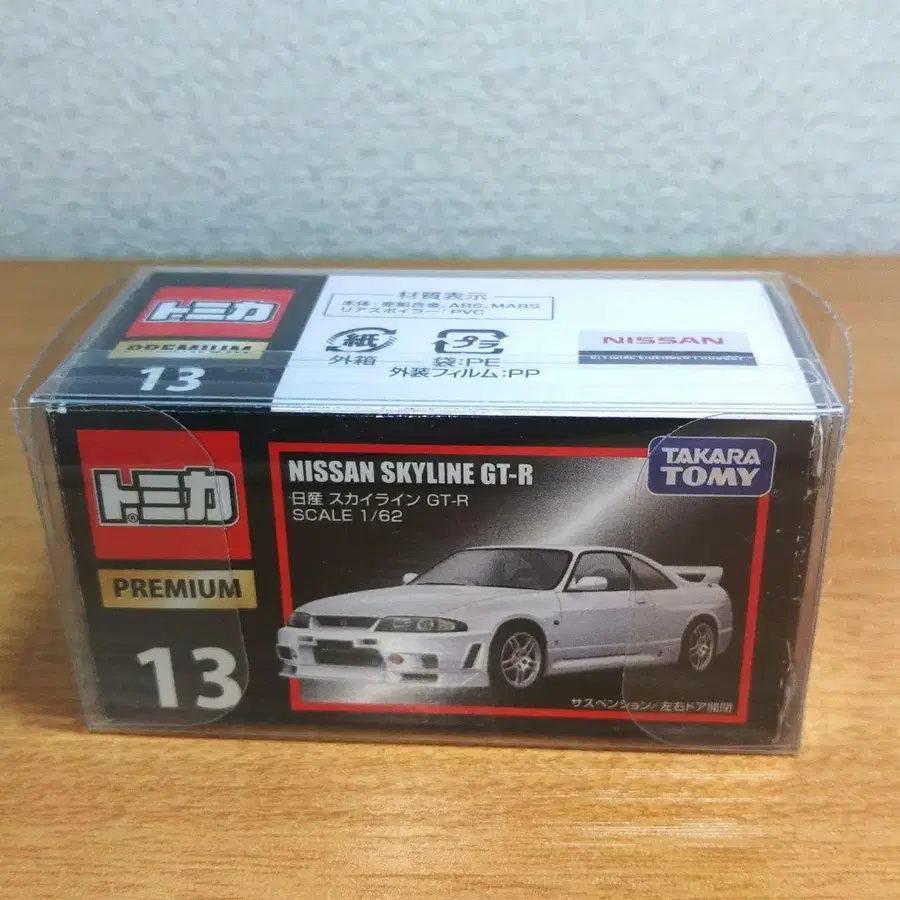 トミカ
PREMIUM
13
材質表示
本体:亜鉛合金、ABS、MABS
リアスポイラー:PVC
紙
外箱
プラ
袋:PE
外装フィルム:PP
NISSAN
トミカ®
PREMIUM
13
NISSAN SKYLINE GT-R
日産 スカイライン GT-R
SCALE 1/62
TAKARA
TOMY
サスペンション/左右ドア開閉